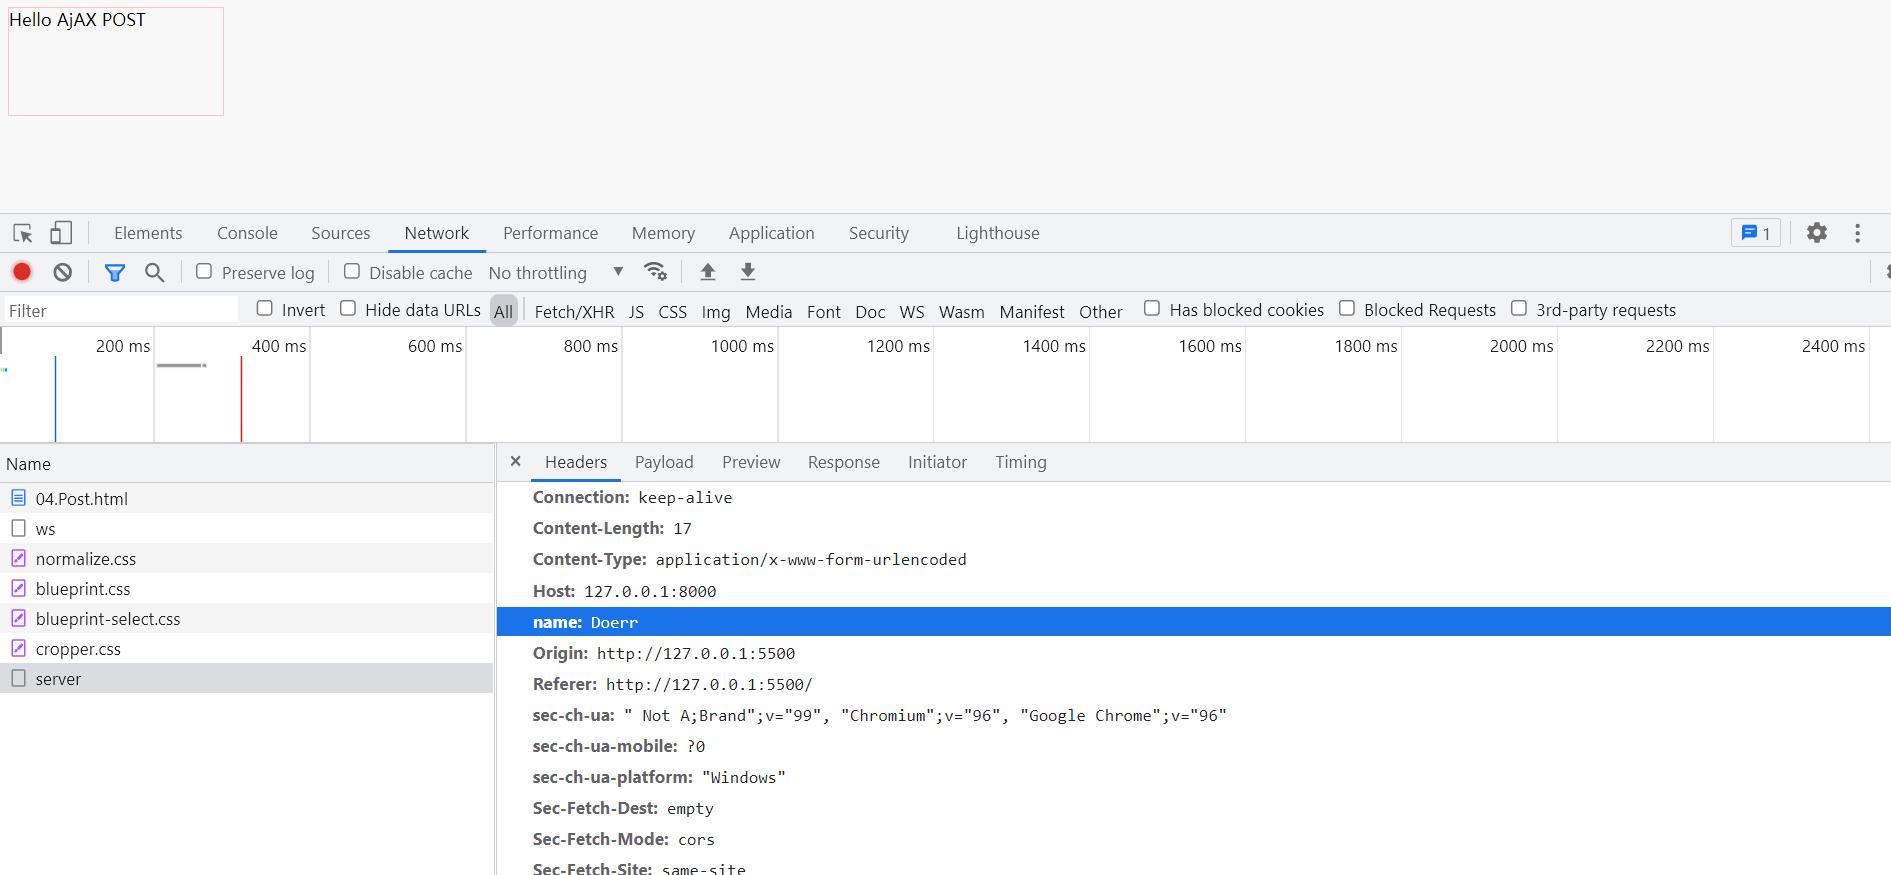 Hello AjAX POST
Elements Console Sources Network Performance Memory Application Security Lighthouse 1
Preserve log Disable cache No throttling
Filter Invert Hide data URLs All Fetch/XHR JS CSS Img Media Font Doc WS Wasm Manifest Other Has blocked cookies Blocked Requests 3rd-party requests
200 ms 400 ms 600 ms 800 ms 1000 ms 1200 ms 1400 ms 1600 ms 1800 ms 2000 ms 2200 ms 2400 ms
Name
04.Post.html
ws
normalize.css
blueprint.css
blueprint-select.css
cropper.css
server
× Headers Payload Preview Response Initiator Timing
Connection: keep-alive
Content-Length: 17
Content-Type: application/x-www-form-urlencoded
Host: 127.0.0.1:8000
name: Doerr
Origin: http://127.0.0.1:5500
Referer: http://127.0.0.1:5500/
sec-ch-ua: " Not A;Brand";v="99", "Chromium";v="96", "Google Chrome";v="96"
sec-ch-ua-mobile: ?0
sec-ch-ua-platform: "Windows"
Sec-Fetch-Dest: empty
Sec-Fetch-Mode: cors
Sec-Fetch-Site: same-site